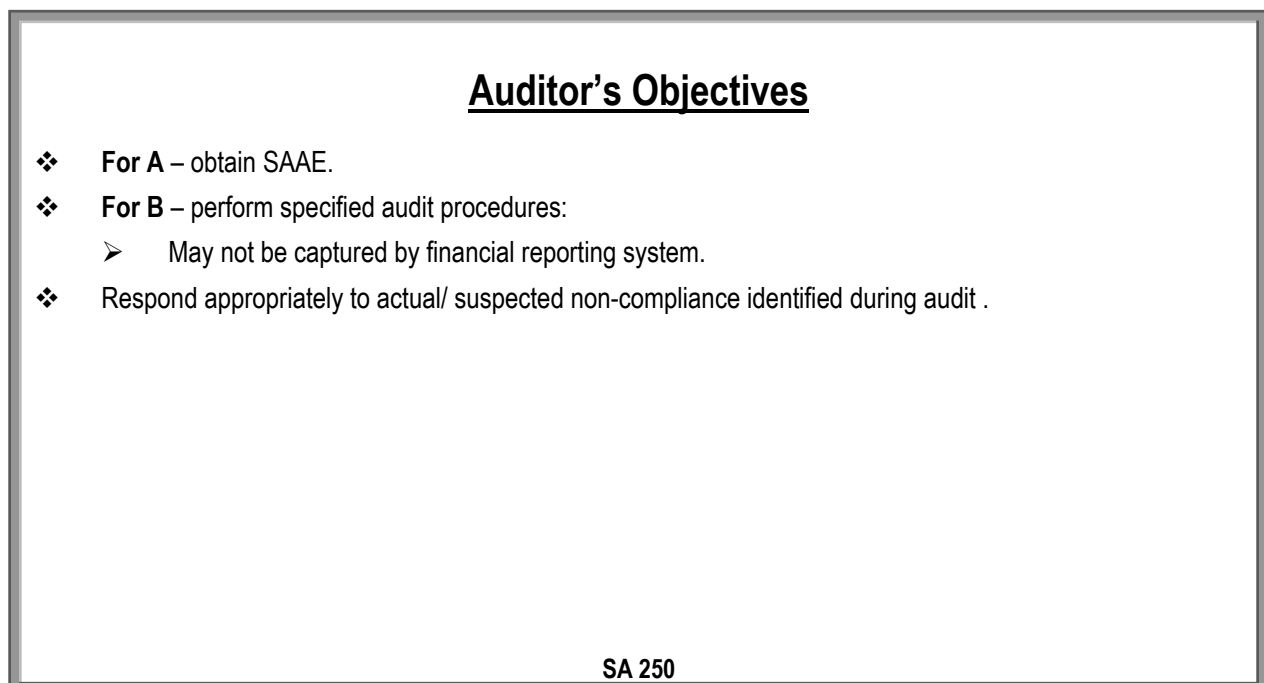 Auditor’s Objectives
❖ For A – obtain SAAE.
❖ For B – perform specified audit procedures:
➢ May not be captured by financial reporting system.
❖ Respond appropriately to actual/ suspected non-compliance identified during audit .
SA 250